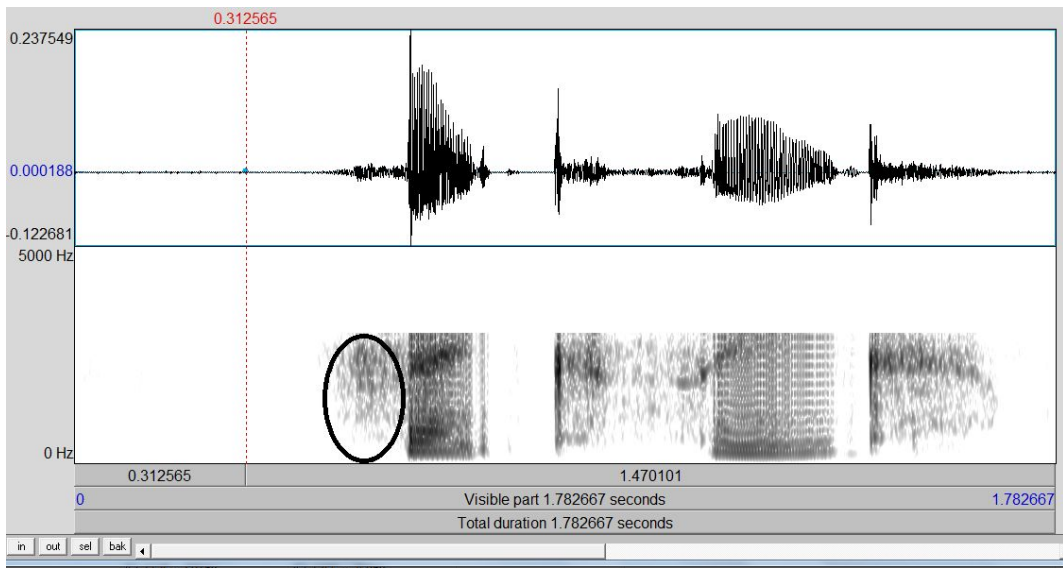 0.312565
0.237549
0.000188
-0.122681
5000 Hz
0 Hz
0.312565 1.470101
0 Visible part 1.782667 seconds 1.782667
Total duration 1.782667 seconds
in out sel bak